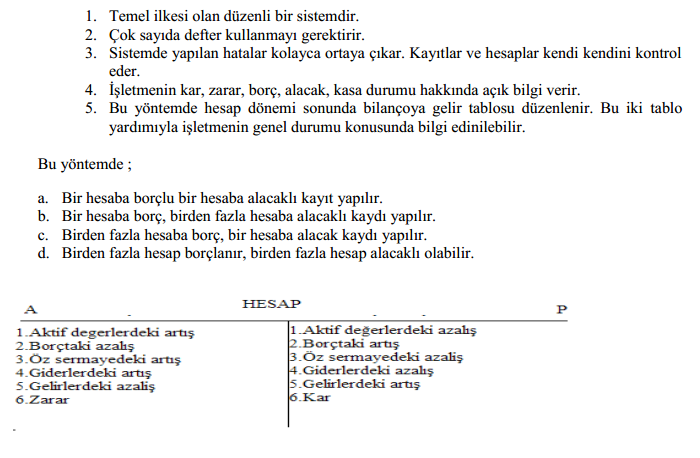 1. Temel ilkesi olan düzenli bir sistemdir.
2. Çok sayıda defter kullanmayı gerektirir.
3. Sistemde yapılan hatalar kolayca ortaya çıkar. Kayıtlar ve hesaplar kendi kendini kontrol
eder.
4. İşletmenin kar, zarar, borç, alacak, kasa durumu hakkında açık bilgi verir.
5. Bu yöntemde hesap dönemi sonunda bilançoya gelir tablosu düzenlenir. Bu iki tablo
yardımıyla işletmenin genel durumu konusunda bilgi edinilebilir.
Bu yöntemde ;
a. Bir hesaba borçlu bir hesaba alacaklı kayıt yapılır.
b. Bir hesaba borç, birden fazla hesaba alacaklı kaydı yapılır.
c. Birden fazla hesaba borç, bir hesaba alacak kaydı yapılır.
d. Birden fazla hesap borçlanır, birden fazla hesap alacaklı olabilir.
A HESAP P
1.Aktif degerlerdeki artış
2.Borçtaki azalış
3.Öz sermayedeki artış
4.Giderlerdeki artış
5.Gelirlerdeki azaliş
6.Zarar
1.Aktif değerlerdeki azalış
2.Borçtaki artış
3.Öz sermayedeki azaliş
4.Giderlerdeki azalış
5.Gelirlerdeki artış
6.Kar